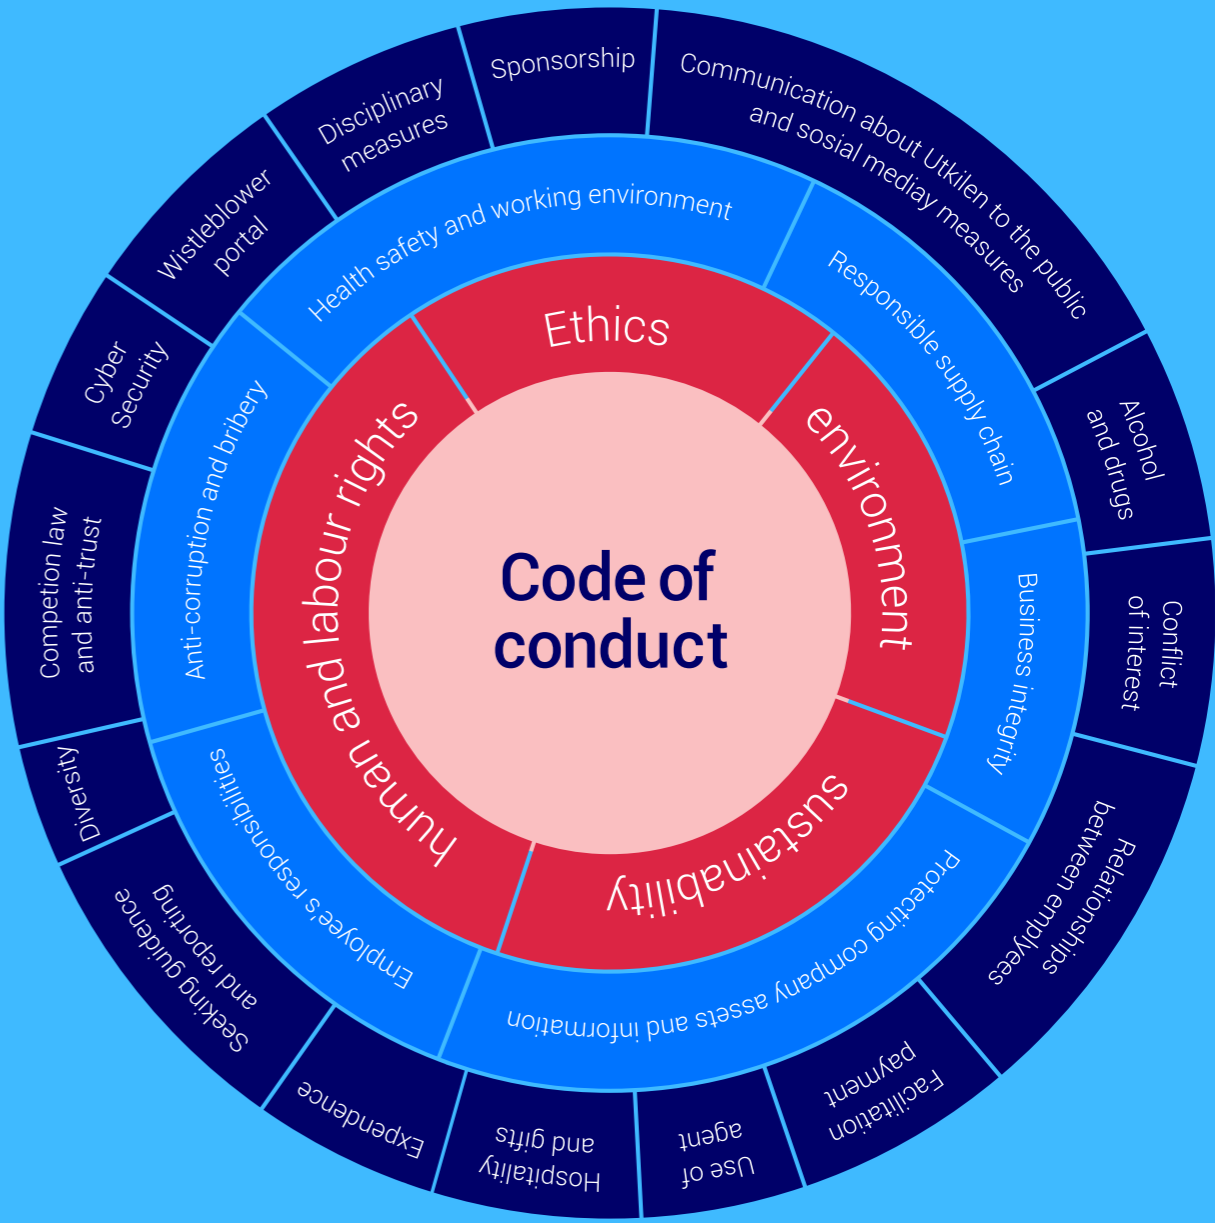 Code of
conduct
Ethics
environment
sustainability
human and labour rights
Health safety and working environment
Responsible supply chain
Business integrity
Protecting company assets and information
Employee's responsibilities
Anti-corruption and bribery
Sponsorship
Communication about Utkilen to the public
and sosial mediay measures
Alcohol
and drugs
Conflict
of interest
Relationships
between emplyees
Facilitation
payment
Use of
agent
Hospitality
and gifts
Expendence
Seeking guidence
and reporting
Diversity
Competion law
and anti-trust
Cyber
Security
Wistleblower
portal
Disciplinary
measures